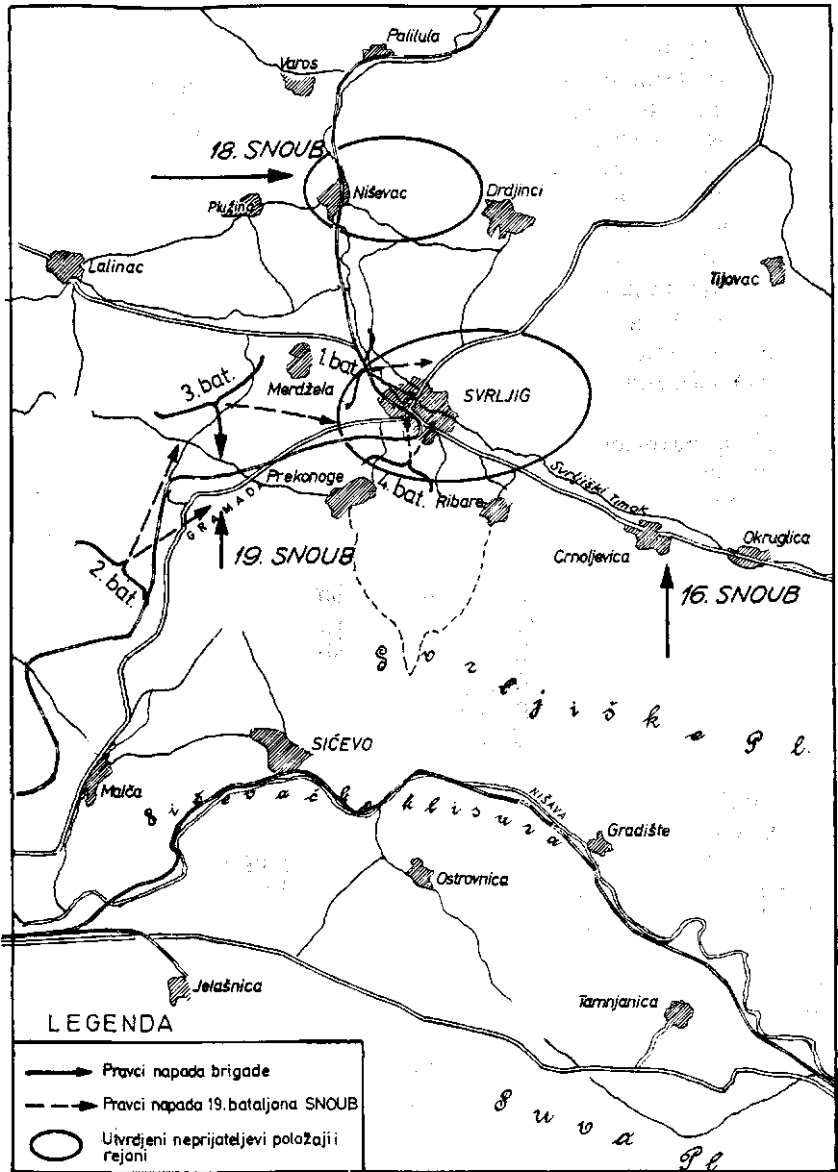 Palilula
Varos
18. SNOUB
Niševac
Drdjinci
Plužina
Lalinac
Tijovac
1. bat.
3. bat.
Merdžela
SVRLJIG
Prekonoge
4. bat.
Ribare
Svrljiški Timok
GRAMADA
Crnoljevica
Okruglica
2. bat.
19. SNOUB
16. SNOUB
Svrljiške Pl.
SIĆEVO
Malča
Sićevačka klisura
NIŠAVA
Gradište
Ostrovnica
Jelašnica
Tamnjanica
Suva Pl
LEGENDA
Pravci napada brigade
Pravci napada 19. bataljona SNOUB
Utvrdjeni neprijateljevi položaji i
rejani